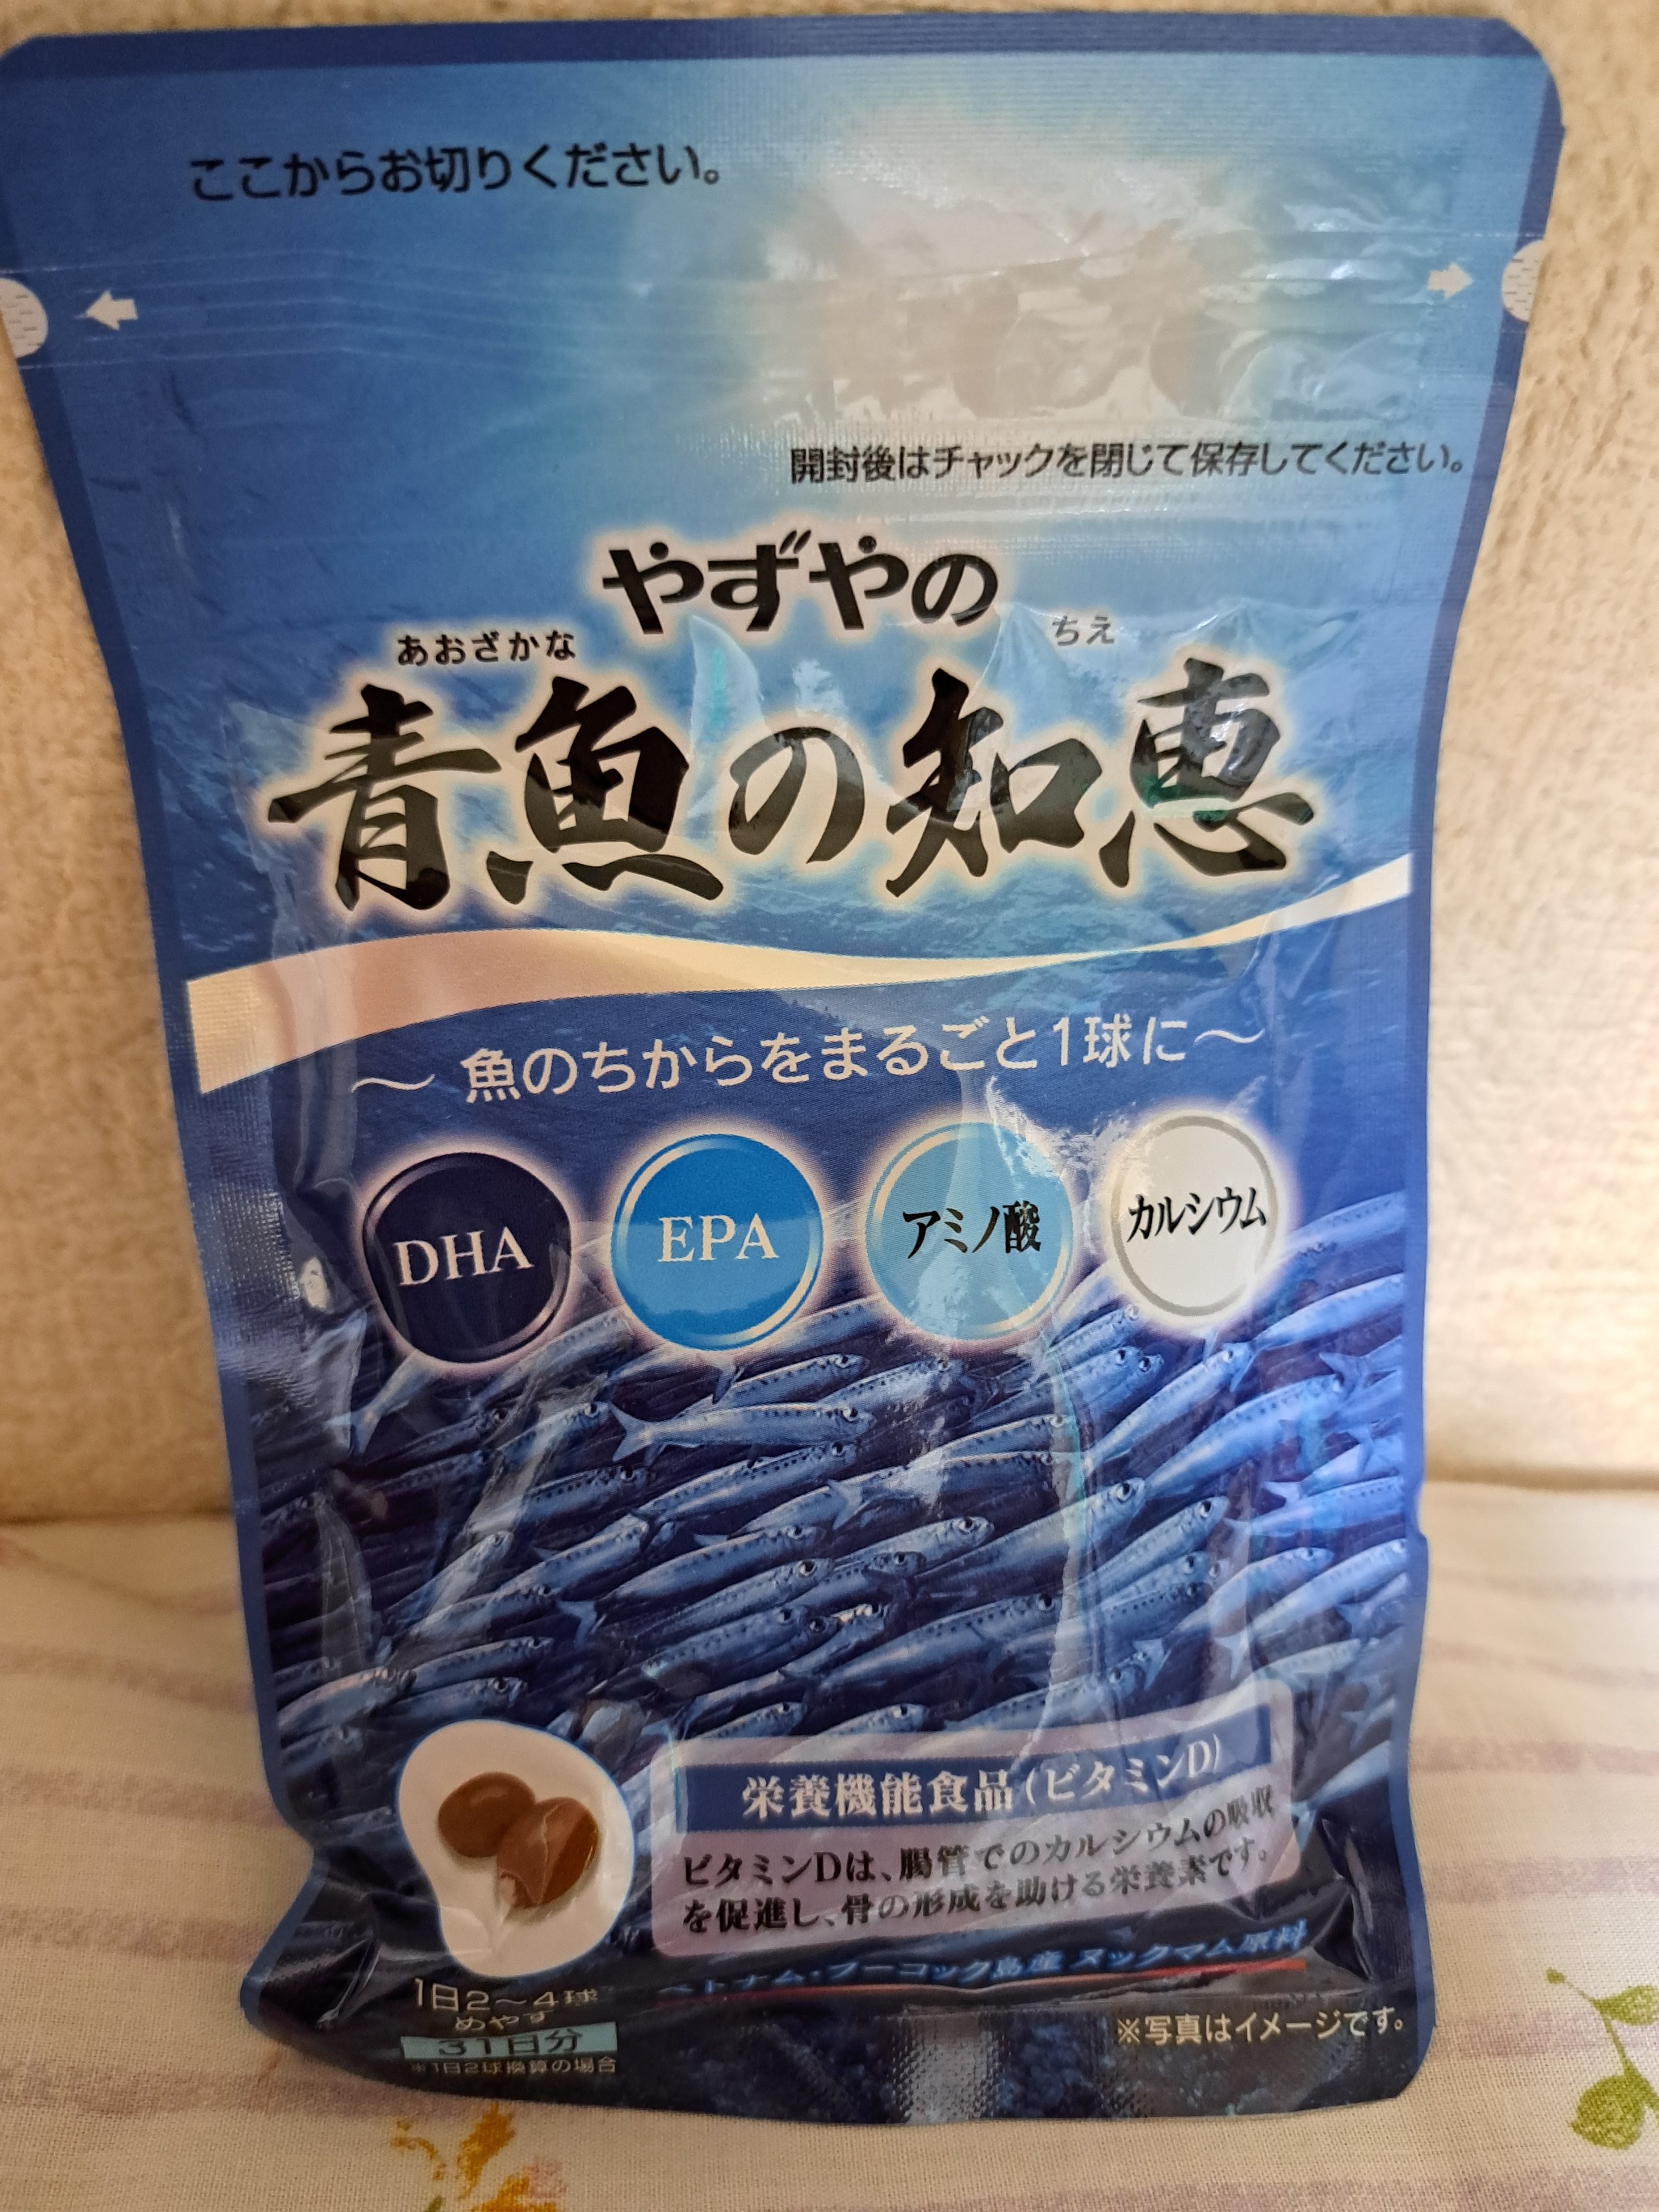 ここからお切りください。
開封後はチャックを閉じて保存してください。
やずやの
あおざかな ちえ
青魚の知恵
～ 魚のちからをまるごと1球に～
DHA EPA アミノ酸 カルシウム
栄養機能食品(ビタミンD)
ビタミンDは、腸管でのカルシウムの吸収
を促進し、骨の形成を助ける栄養素です。
ベトナム・フーコック島産 ヌックマム原料
1日2～4球
めやす
31日分
※1日2球換算の場合
※写真はイメージです。